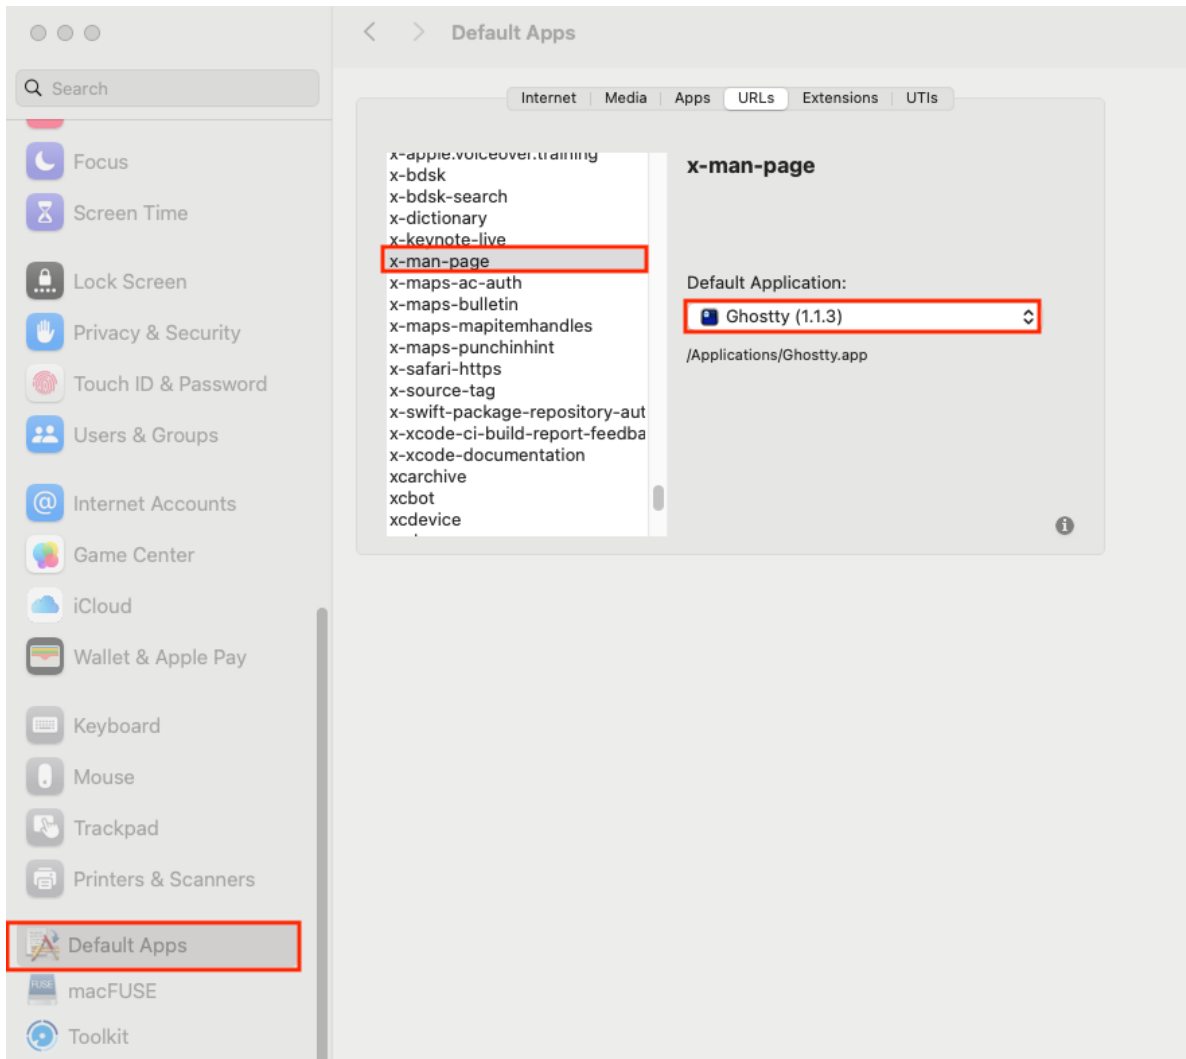 Default Apps
Search
Focus
Screen Time
Lock Screen
Privacy & Security
Touch ID & Password
Users & Groups
Internet Accounts
Game Center
iCloud
Wallet & Apple Pay
Keyboard
Mouse
Trackpad
Printers & Scanners
Default Apps
FUSE
macFUSE
Toolkit
Internet Media Apps URLs Extensions UTIs
x-apple.voiceover.training
x-bdsk
x-bdsk-search
x-dictionary
x-keynote-live
x-man-page
x-maps-ac-auth
x-maps-bulletin
x-maps-mapitemhandles
x-maps-punchinhint
x-safari-https
x-source-tag
x-swift-package-repository-aut
x-xcode-ci-build-report-feedba
x-xcode-documentation
xcarchive
xcbot
xcdevice
x-man-page
Default Application:
Ghostty (1.1.3)
/Applications/Ghostty.app